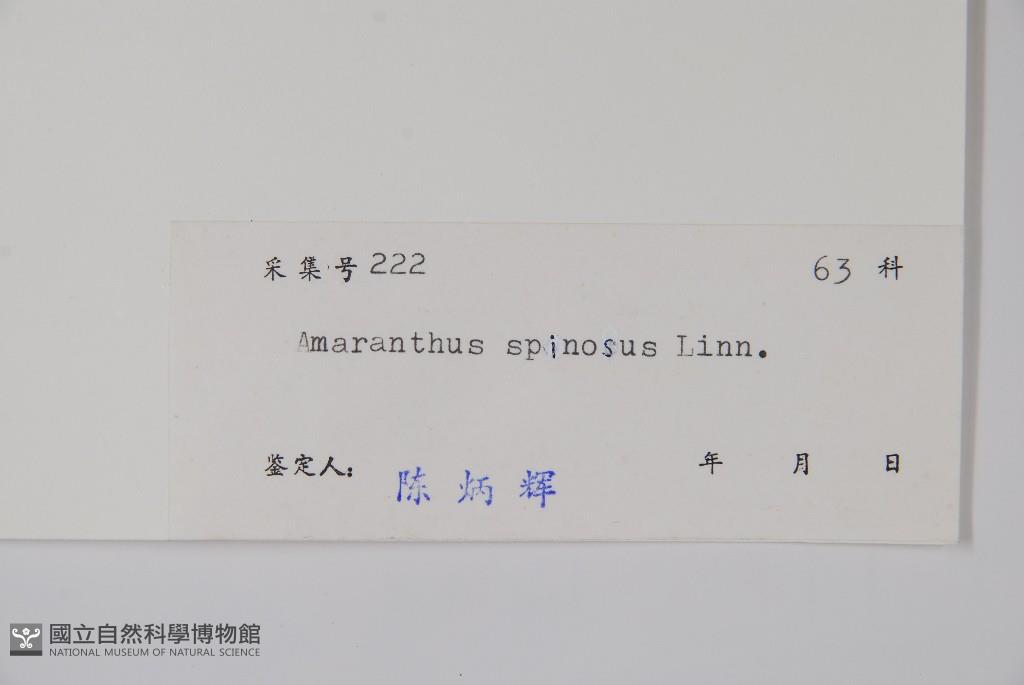 采集号 222 63 科
Amaranthus spinosus Linn.
鉴定人: 陈炳辉 年 月 日
國立自然科學博物館
NATIONAL MUSEUM OF NATURAL SCIENCE